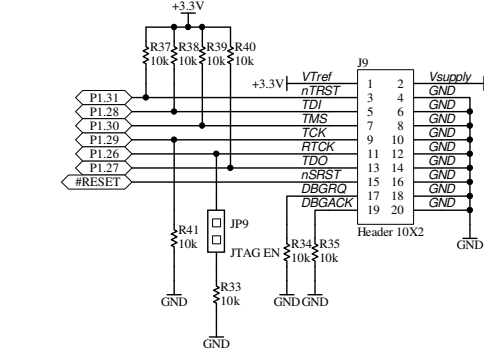 +3.3V
R37 R38 R39 R40
10k 10k 10k 10k
J9
+3.3V VTref 1 2 Vsupply
P1.31 nTRST 3 4 GND
P1.28 TDI 5 6 GND
P1.30 TMS 7 8 GND
P1.29 TCK 9 10 GND
P1.26 RTCK 11 12 GND
P1.27 TDO 13 14 GND
#RESET nSRST 15 16 GND
DBGRQ 17 18 GND
DBGACK 19 20 GND
Header 10X2
R41
10k
JP9
JTAG EN
R34 R35
10k 10k
GND
R33
10k
GND
GND GND
GND